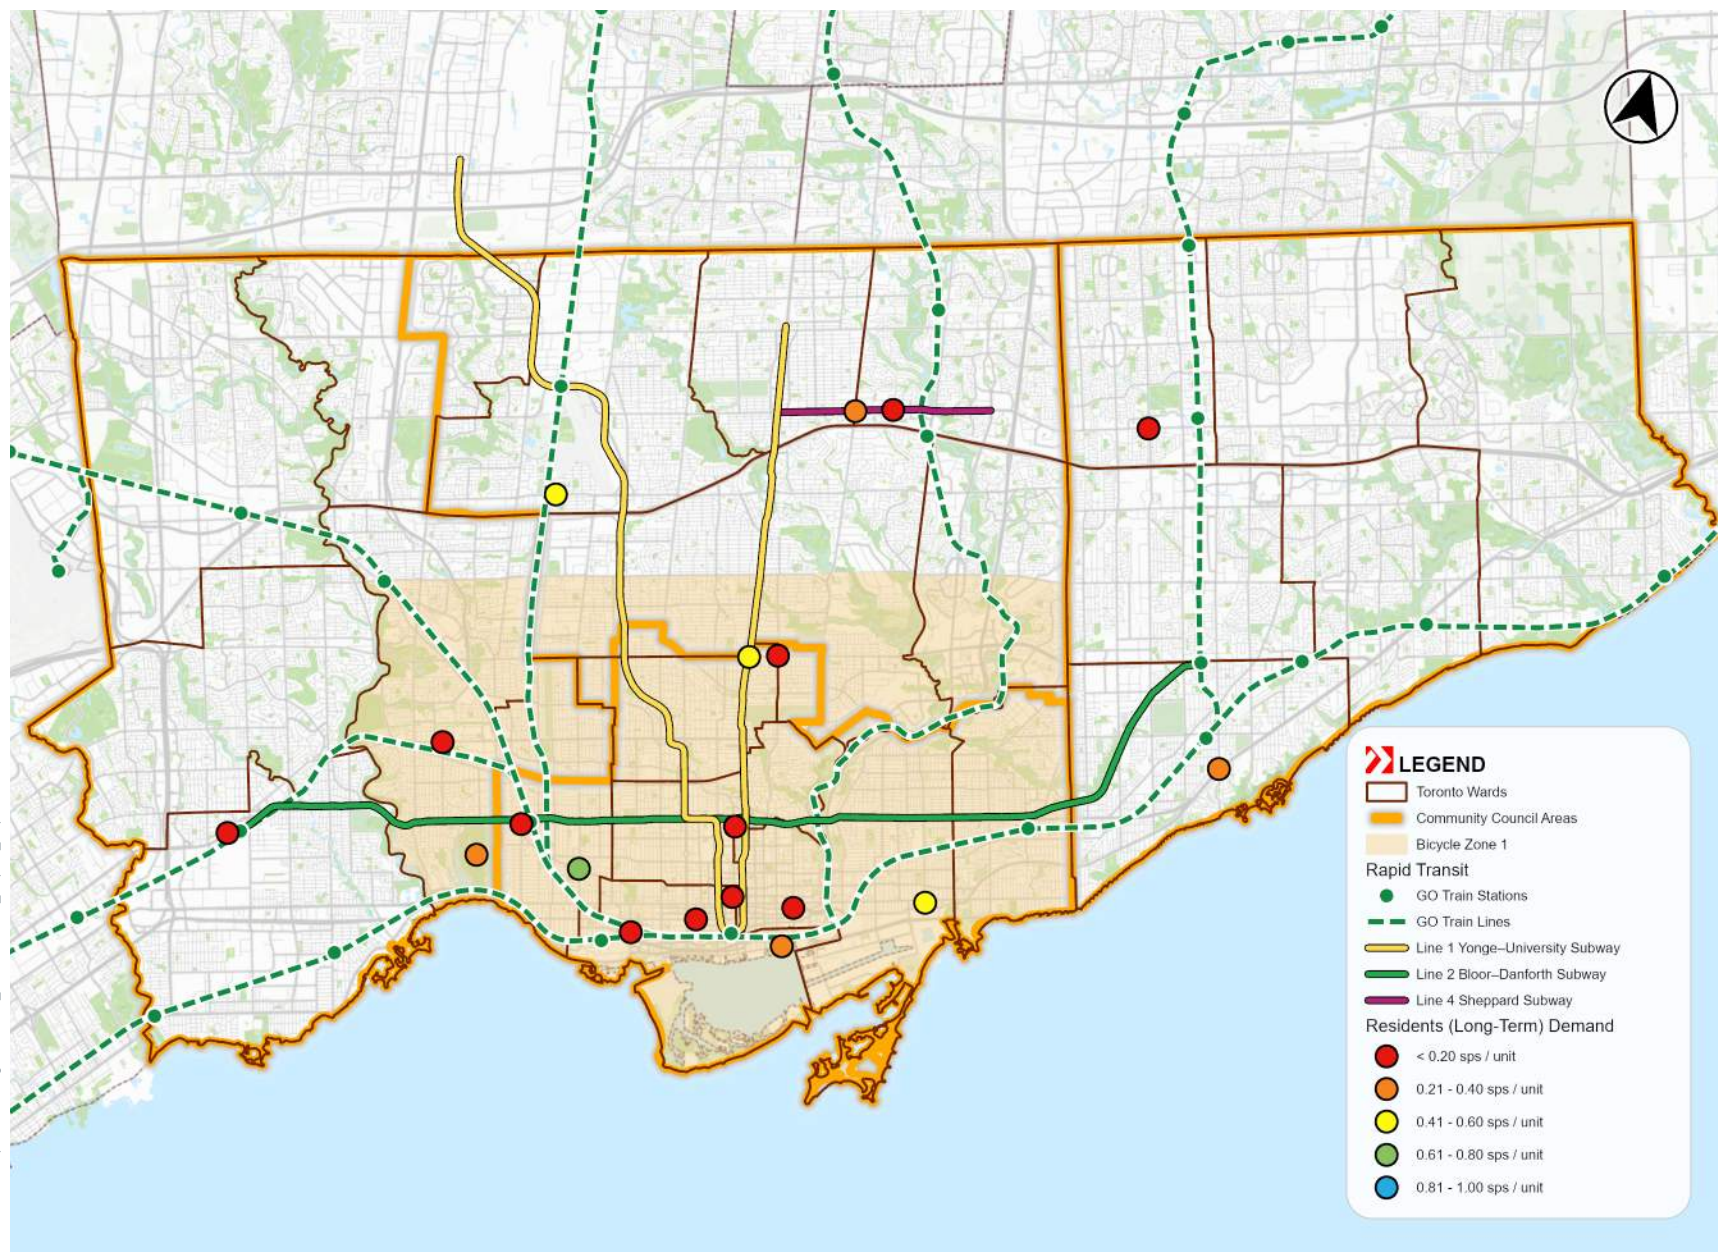 LEGEND
Toronto Wards
Community Council Areas
Bicycle Zone 1
Rapid Transit
GO Train Stations
GO Train Lines
Line 1 Yonge–University Subway
Line 2 Bloor–Danforth Subway
Line 4 Sheppard Subway
Residents (Long-Term) Demand
< 0.20 sps / unit
0.21 - 0.40 sps / unit
0.41 - 0.60 sps / unit
0.61 - 0.80 sps / unit
0.81 - 1.00 sps / unit